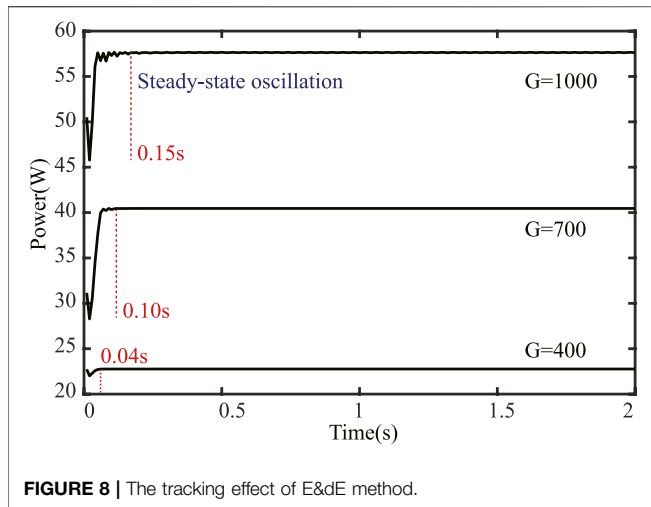 60
55
50
45
40
35
30
25
20
Power(W)
Steady-state oscillation
G=1000
0.15s
G=700
0.10s
0.04s
G=400
0
0.5
1
1.5
2
Time(s)
FIGURE 8 | The tracking effect of E&dE method.